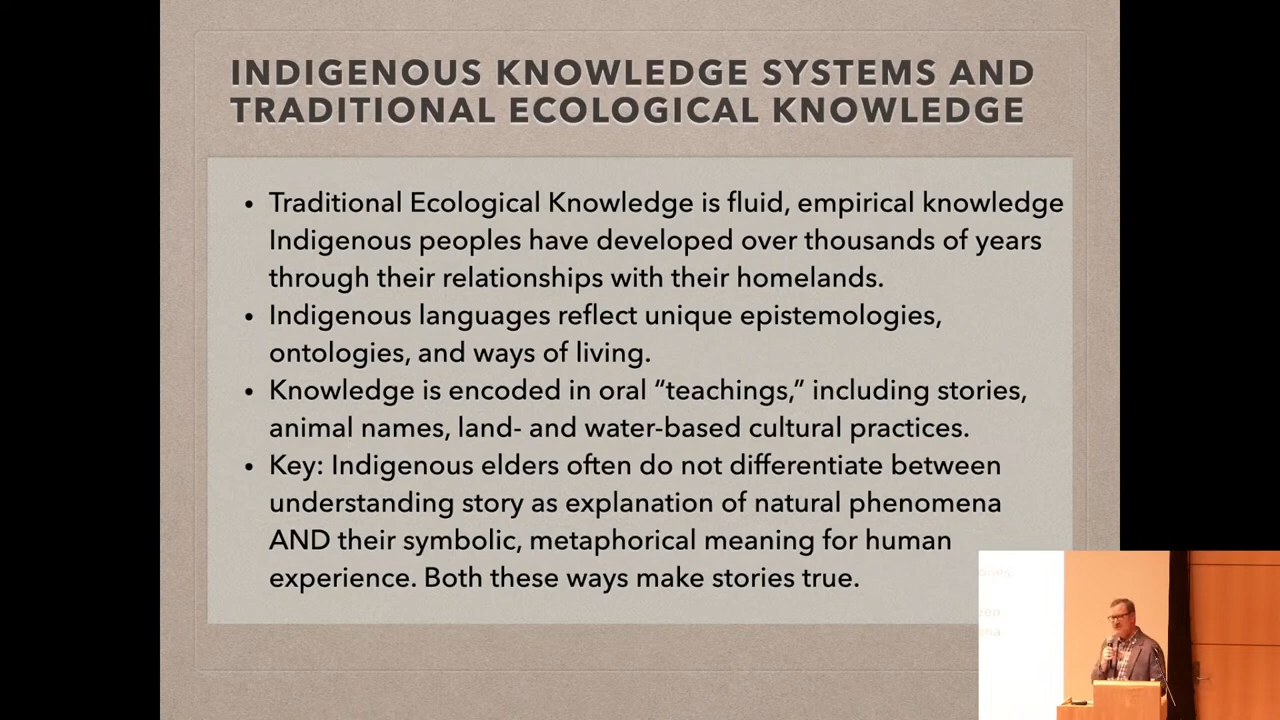 INDIGENOUS KNOWLEDGE SYSTEMS AND
TRADITIONAL ECOLOGICAL KNOWLEDGE
• Traditional Ecological Knowledge is fluid, empirical knowledge
Indigenous peoples have developed over thousands of years
through their relationships with their homelands.
• Indigenous languages reflect unique epistemologies,
ontologies, and ways of living.
• Knowledge is encoded in oral “teachings,” including stories,
animal names, land- and water-based cultural practices.
• Key: Indigenous elders often do not differentiate between
understanding story as explanation of natural phenomena
AND their symbolic, metaphorical meaning for human
experience. Both these ways make stories true.